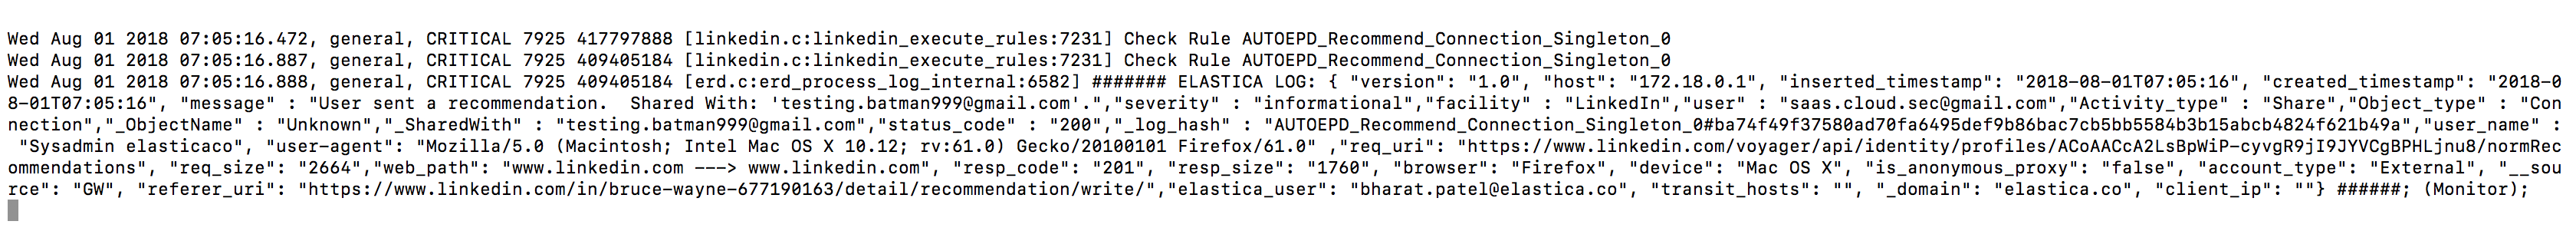 Wed Aug 01 2018 07:05:16.472, general, CRITICAL 7925 417797888 [linkedin.c:linkedin_execute_rules:7231] Check Rule AUTOEPD_Recommend_Connection_Singleton_0
Wed Aug 01 2018 07:05:16.887, general, CRITICAL 7925 409405184 [linkedin.c:linkedin_execute_rules:7231] Check Rule AUTOEPD_Recommend_Connection_Singleton_0
Wed Aug 01 2018 07:05:16.888, general, CRITICAL 7925 409405184 [erd.c:erd_process_log_internal:6582] ####### ELASTICA LOG: { "version": "1.0", "host": "172.18.0.1", "inserted_timestamp": "2018-08-01T07:05:16", "created_timestamp": "2018-0
8-01T07:05:16", "message" : "User sent a recommendation.  Shared With: 'testing.batman999@gmail.com'.","severity" : "informational","facility" : "LinkedIn","user" : "saas.cloud.sec@gmail.com","Activity_type" : "Share","Object_type" : "Con
nection","_ObjectName" : "Unknown","_SharedWith" : "testing.batman999@gmail.com","status_code" : "200","_log_hash" : "AUTOEPD_Recommend_Connection_Singleton_0#ba74f49f37580ad70fa6495def9b86bac7cb5bb5584b3b15abcb4824f621b49a","user_name" :
 "Sysadmin elasticaco", "user-agent": "Mozilla/5.0 (Macintosh; Intel Mac OS X 10.12; rv:61.0) Gecko/20100101 Firefox/61.0" ,"req_uri": "https://www.linkedin.com/voyager/api/identity/profiles/ACoAACcA2LsBpWiP-cyvgR9jI9JYVCgBPHLjnu8/normRec
ommendations", "req_size": "2664","web_path": "www.linkedin.com ---> www.linkedin.com", "resp_code": "201", "resp_size": "1760", "browser": "Firefox", "device": "Mac OS X", "is_anonymous_proxy": "false", "account_type": "External", "__sou
rce": "GW", "referer_uri": "https://www.linkedin.com/in/bruce-wayne-677190163/detail/recommendation/write/","elastica_user": "bharat.patel@elastica.co", "transit_hosts": "", "_domain": "elastica.co", "client_ip": ""} ######; (Monitor);